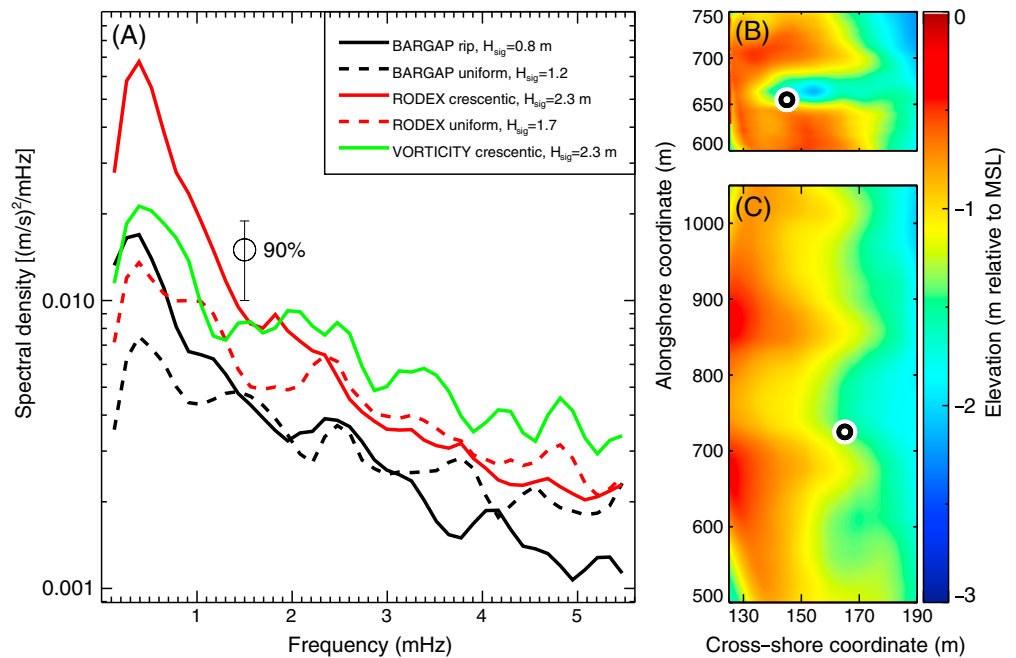 (A)
BARGAP rip, Hsig=0.8 m
BARGAP uniform, Hsig=1.2
RODEX crescentic, Hsig=2.3 m
RODEX uniform, Hsig=1.7
VORTICITY crescentic, Hsig=2.3 m
90%
Spectral density [(m/s)²/mHz]
0.010
0.001
1 2 3 4 5
Frequency (mHz)
(B)
750
700
650
600
(C)
1000
900
800
700
600
500
Alongshore coordinate (m)
130 150 170 190
Cross−shore coordinate (m)
0
−1
−2
−3
Elevation (m relative to MSL)